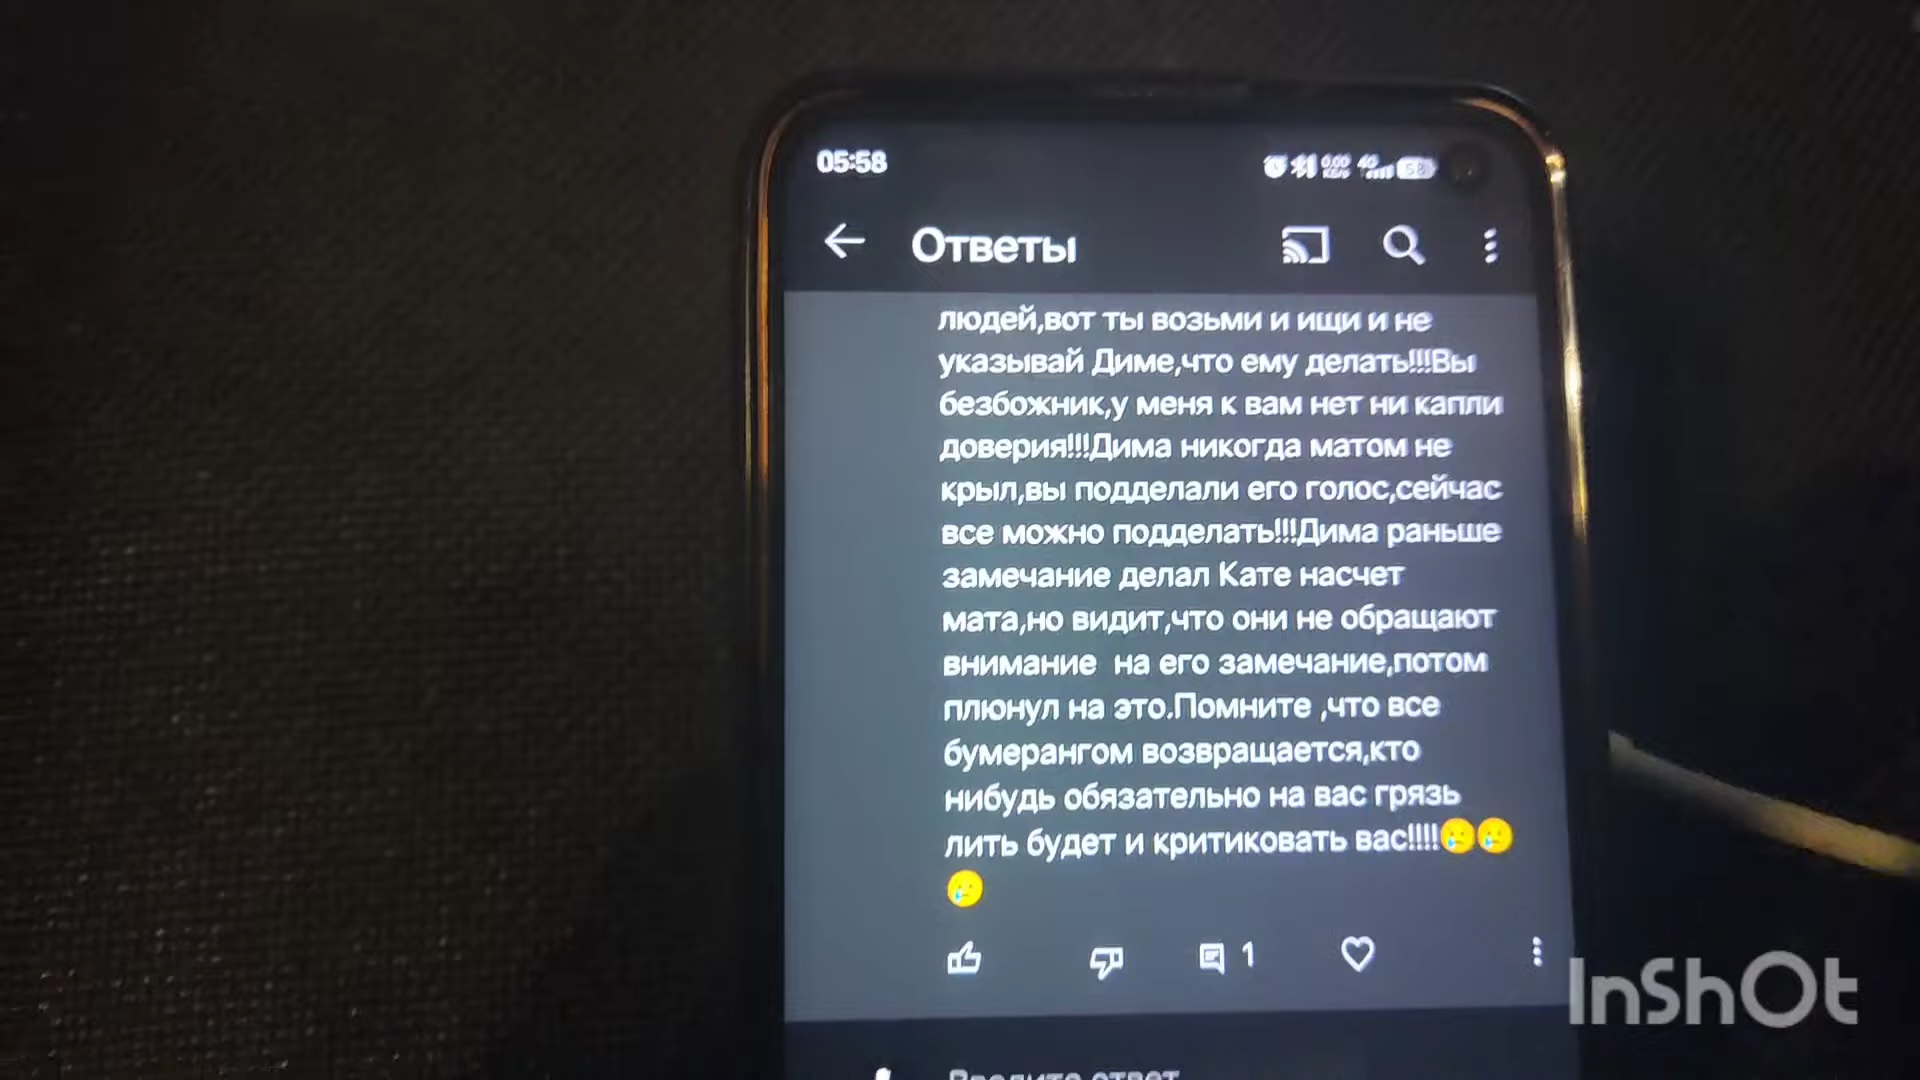 05:58
4G
Ответы
людей,вот ты возьми и ищи и не
указывай Диме,что ему делать!!!Вы
безбожник,у меня к вам нет ни капли
доверия!!!Дима никогда матом не
крыл,вы подделали его голос,сейчас
все можно подделать!!!Дима раньше
замечание делал Кате насчет
мата,но видит,что они не обращают
внимание  на его замечание,потом
плюнул на это.Помните ,что все
бумерангом возвращается,кто
нибудь обязательно на вас грязь
лить будет и критиковать вас!!!!😢😢
😢
1
InShOt
Введите ответ